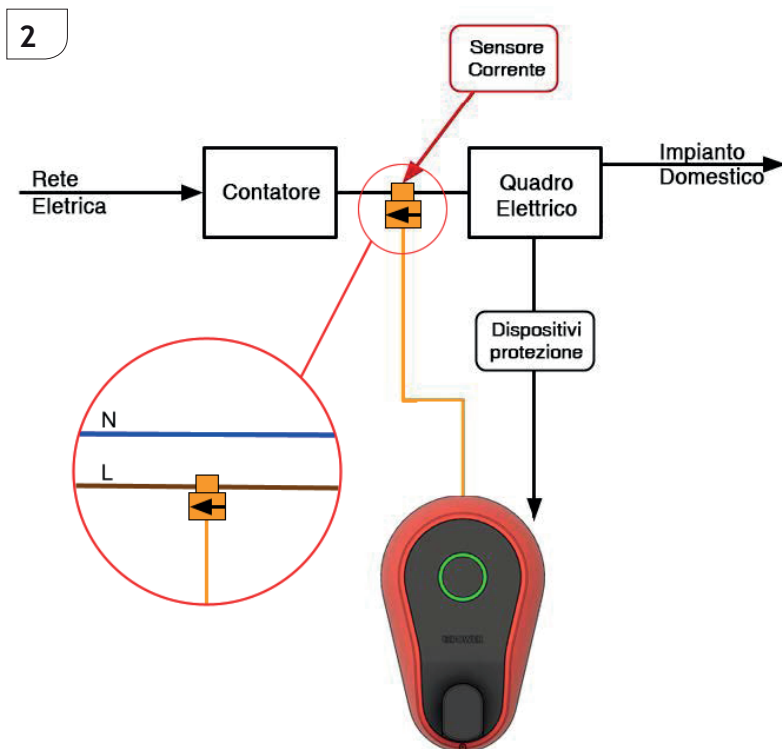 2
Sensore
Corrente
Rete
Eletrica
Contatore
Quadro
Elettrico
Impianto
Domestico
Dispositivi
protezione
N
L